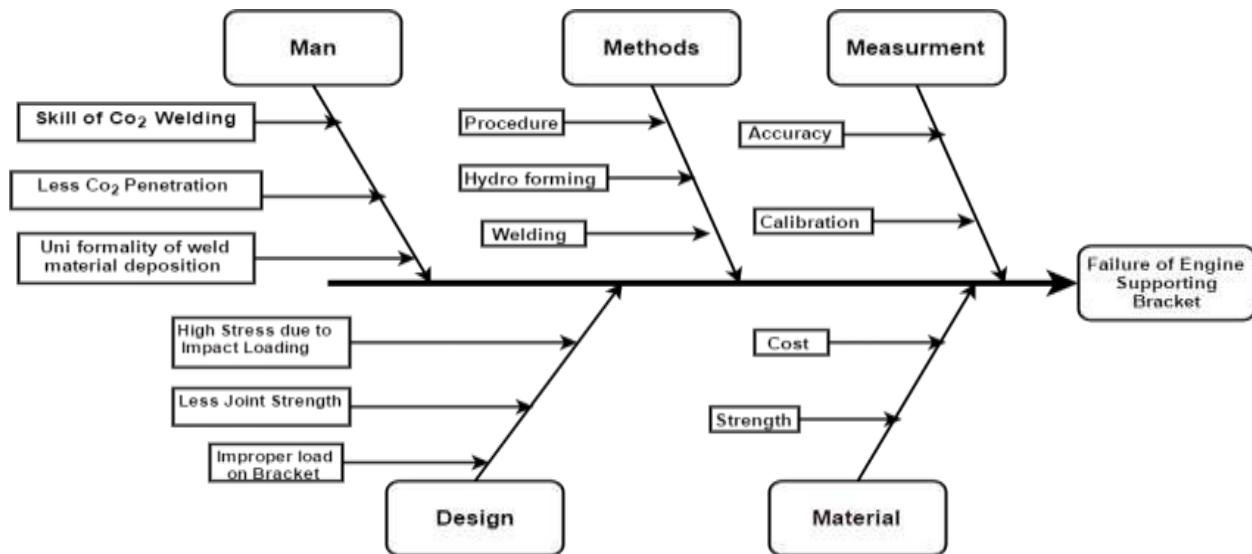 Man
Methods
Measurment
Skill of Co₂ Welding
Less Co₂ Penetration
Uni formality of weld
material deposition
Procedure
Hydro forming
Welding
Accuracy
Calibration
Failure of Engine
Supporting
Bracket
High Stress due to
Impact Loading
Less Joint Strength
Improper load
on Bracket
Cost
Strength
Design
Material